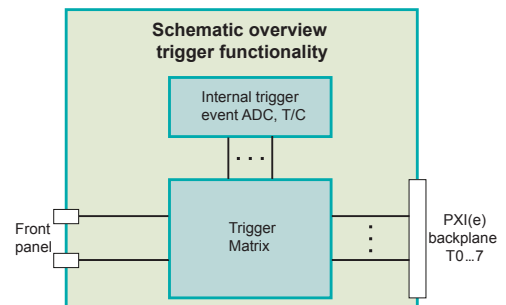 Schematic overview
trigger functionality
Internal trigger
event ADC, T/C
. . .
Front
panel
Trigger
Matrix
PXI(e)
backplane
T0...7